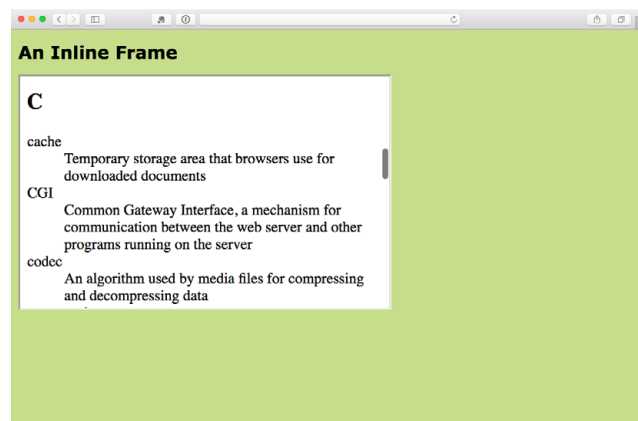 An Inline Frame
C
cache
Temporary storage area that browsers use for
downloaded documents
CGI
Common Gateway Interface, a mechanism for
communication between the web server and other
programs running on the server
codec
An algorithm used by media files for compressing
and decompressing data